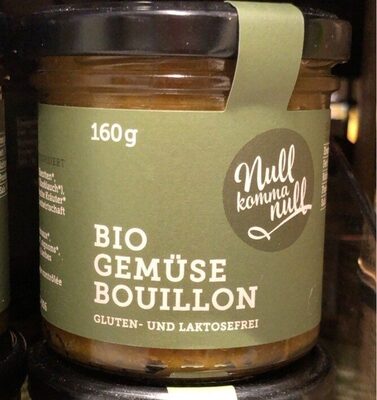 160g
Null
komma
null
BIO
GEMÜSE
BOUILLON
GLUTEN- UND LAKTOSEFREI